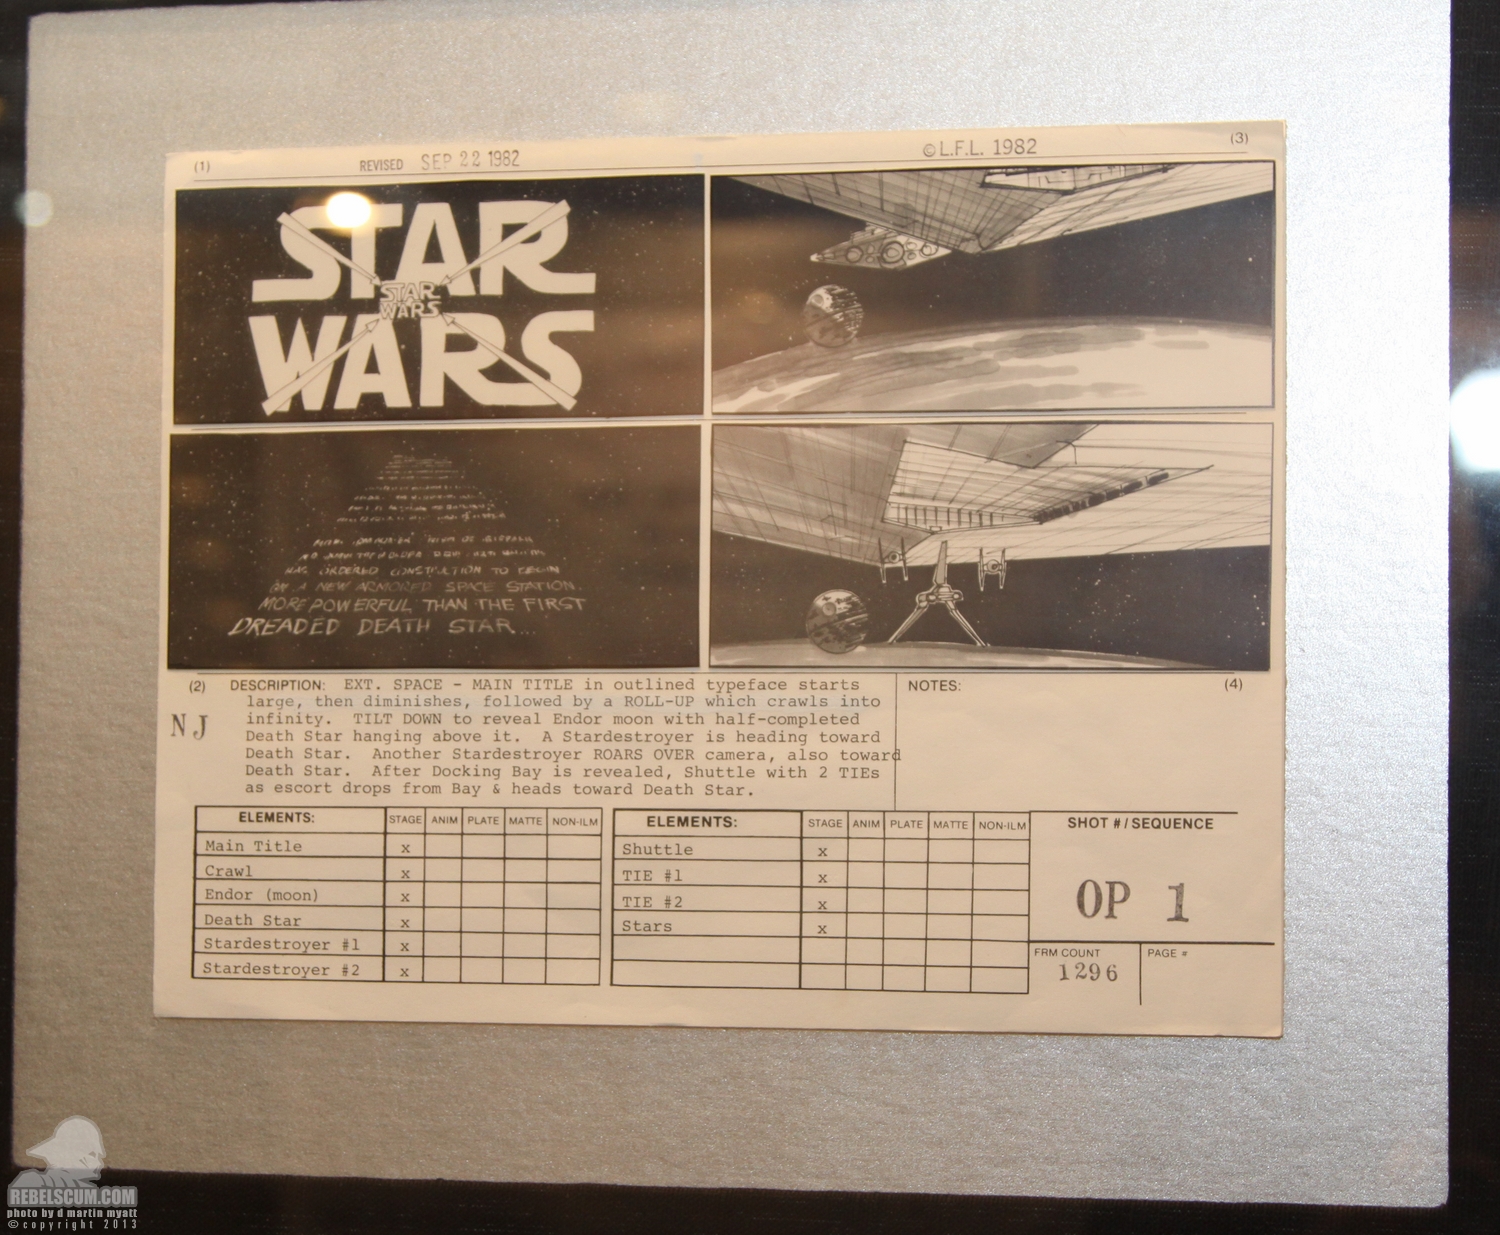 (1)
REVISED SEP 22 1982
©L.F.L. 1982
(3)
STAR
WARS
STAR
WARS
HAS ORDERED CONSTRUCTION TO BEGIN
ON A NEW ARMORED SPACE STATION
MORE POWERFUL THAN THE FIRST
DREADED DEATH STAR...
(2) DESCRIPTION: EXT. SPACE - MAIN TITLE in outlined typeface starts
large, then diminishes, followed by a ROLL-UP which crawls into
infinity. TILT DOWN to reveal Endor moon with half-completed
Death Star hanging above it. A Stardestroyer is heading toward
Death Star. Another Stardestroyer ROARS OVER camera, also toward
Death Star. After Docking Bay is revealed, Shuttle with 2 TIEs
as escort drops from Bay & heads toward Death Star.
NJ
NOTES:
(4)
ELEMENTS: STAGE ANIM PLATE MATTE NON-ILM
Main Title x
Crawl x
Endor (moon) x
Death Star x
Stardestroyer #1 x
Stardestroyer #2 x
ELEMENTS: STAGE ANIM PLATE MATTE NON-ILM
Shuttle x
TIE #1 x
TIE #2 x
Stars x
SHOT #/SEQUENCE
OP 1
FRM COUNT
1296
PAGE #
REBELSCUM.COM
photo by d martin myatt
© copyright 2013